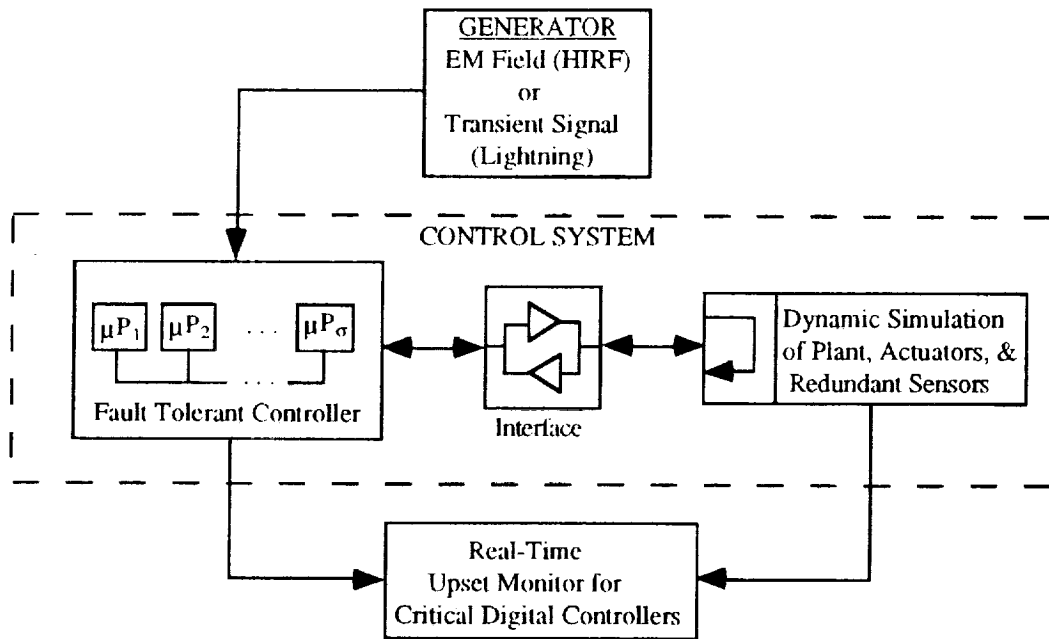 GENERATOR
EM Field (HIRF)
or
Transient Signal
(Lightning)
CONTROL SYSTEM
μP1 μP2 . . . μPσ
. . .
Fault Tolerant Controller
Interface
Dynamic Simulation
of Plant, Actuators, &
Redundant Sensors
Real-Time
Upset Monitor for
Critical Digital Controllers